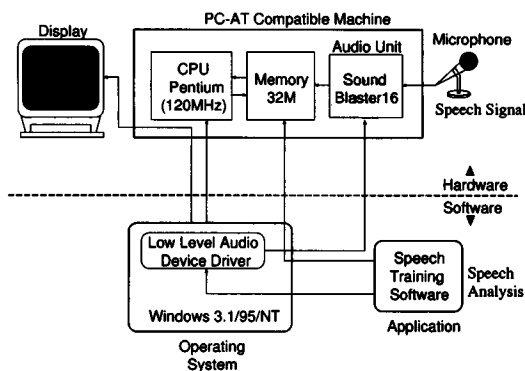 Display
PC-AT Compatible Machine
Audio Unit
Microphone
CPU
Pentium
(120MHz)
Memory
32M
Sound
Blaster16
Speech Signal
Hardware
Software
Low Level Audio
Device Driver
Windows 3.1/95/NT
Operating
System
Speech
Training
Software
Application
Speech
Analysis